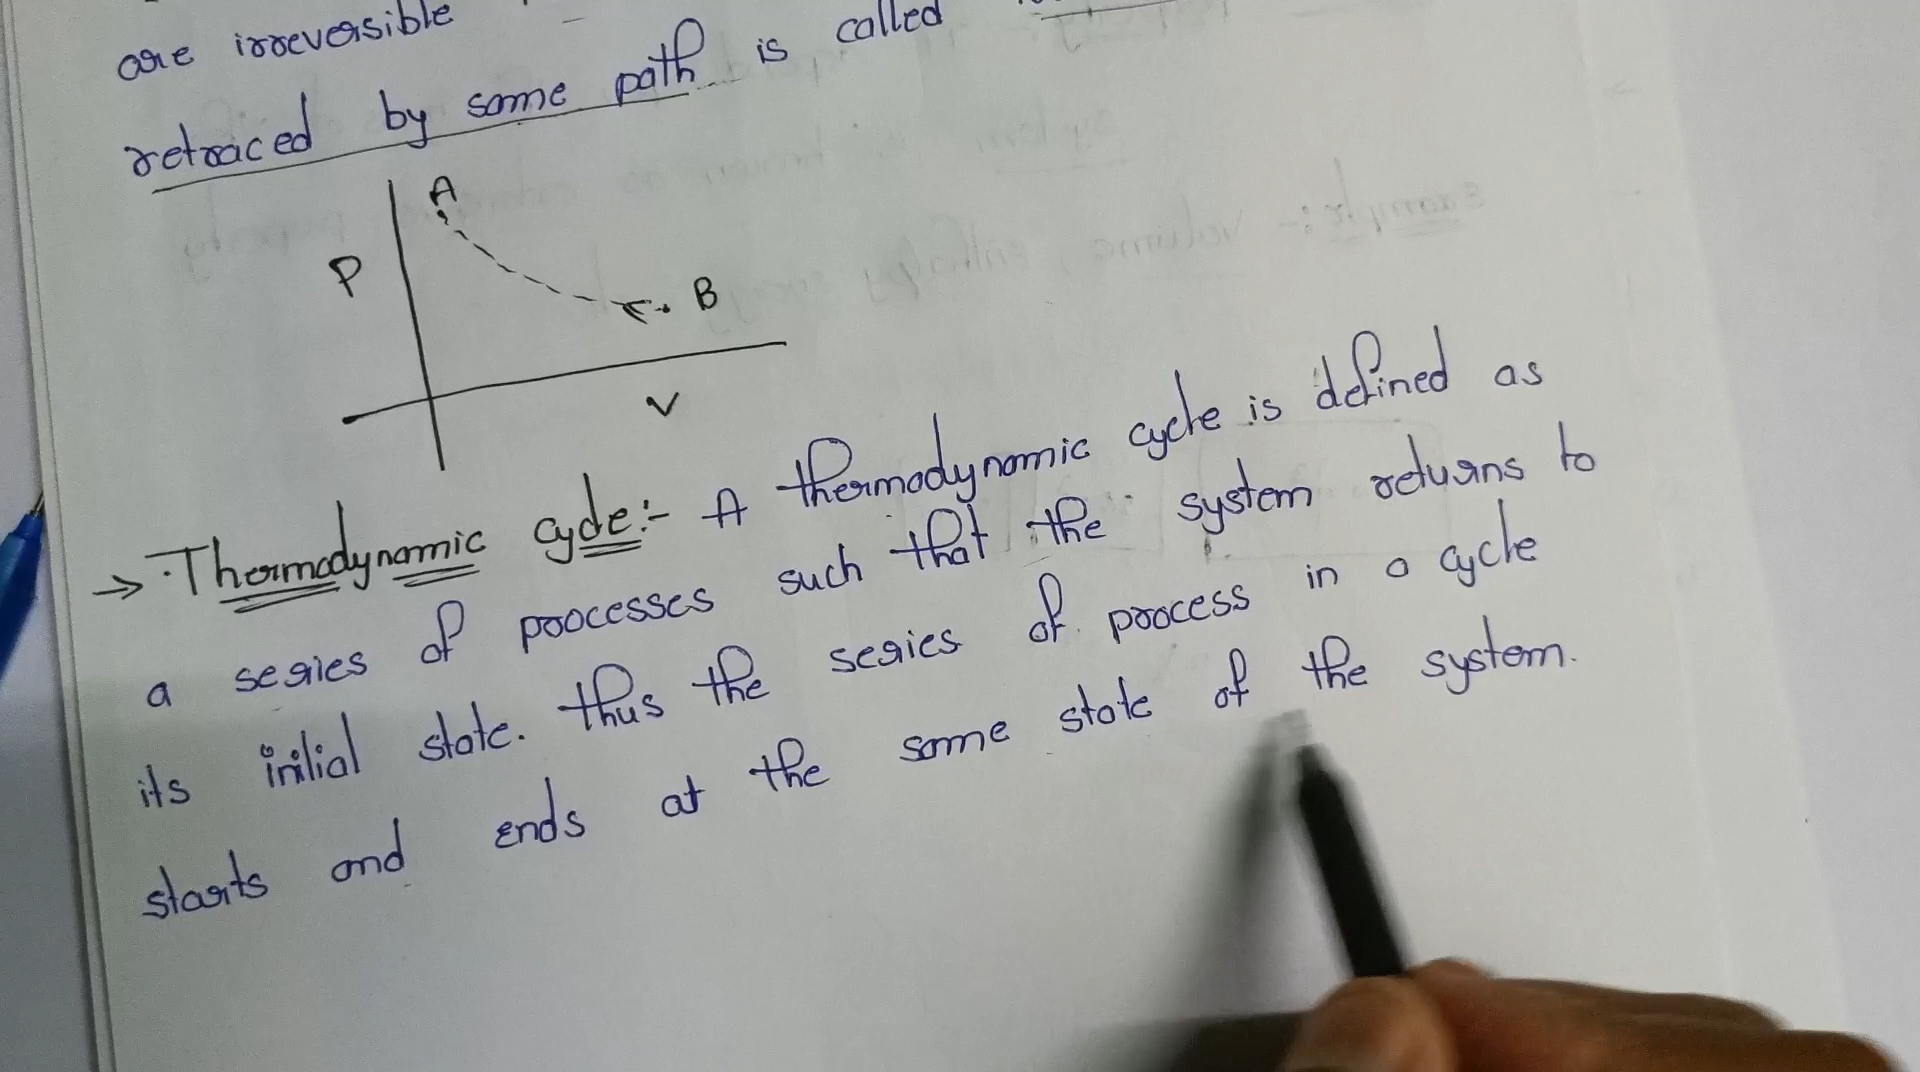 are irreversible
retraced by same path is called
A
P
B
V
→ Thermodynamic cycle:- A thermodynamic cycle is defined as
a series of processes such that the system returns to
its initial state. thus the series of process in a cycle
starts and ends at the same state of the system.